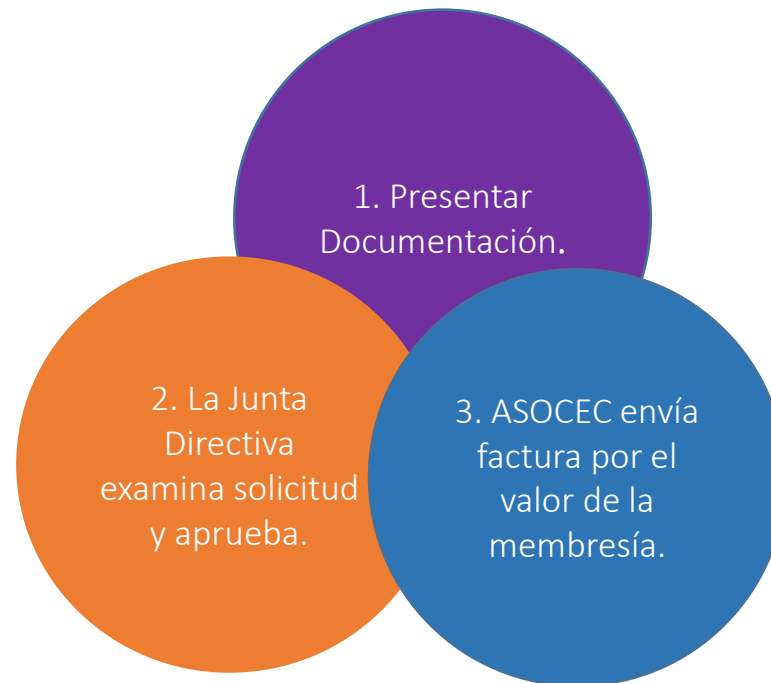 1. Presentar
Documentación.
2. La Junta
Directiva
examina solicitud
y aprueba.
3. ASOCEC envía
factura por el
valor de la
membresía.